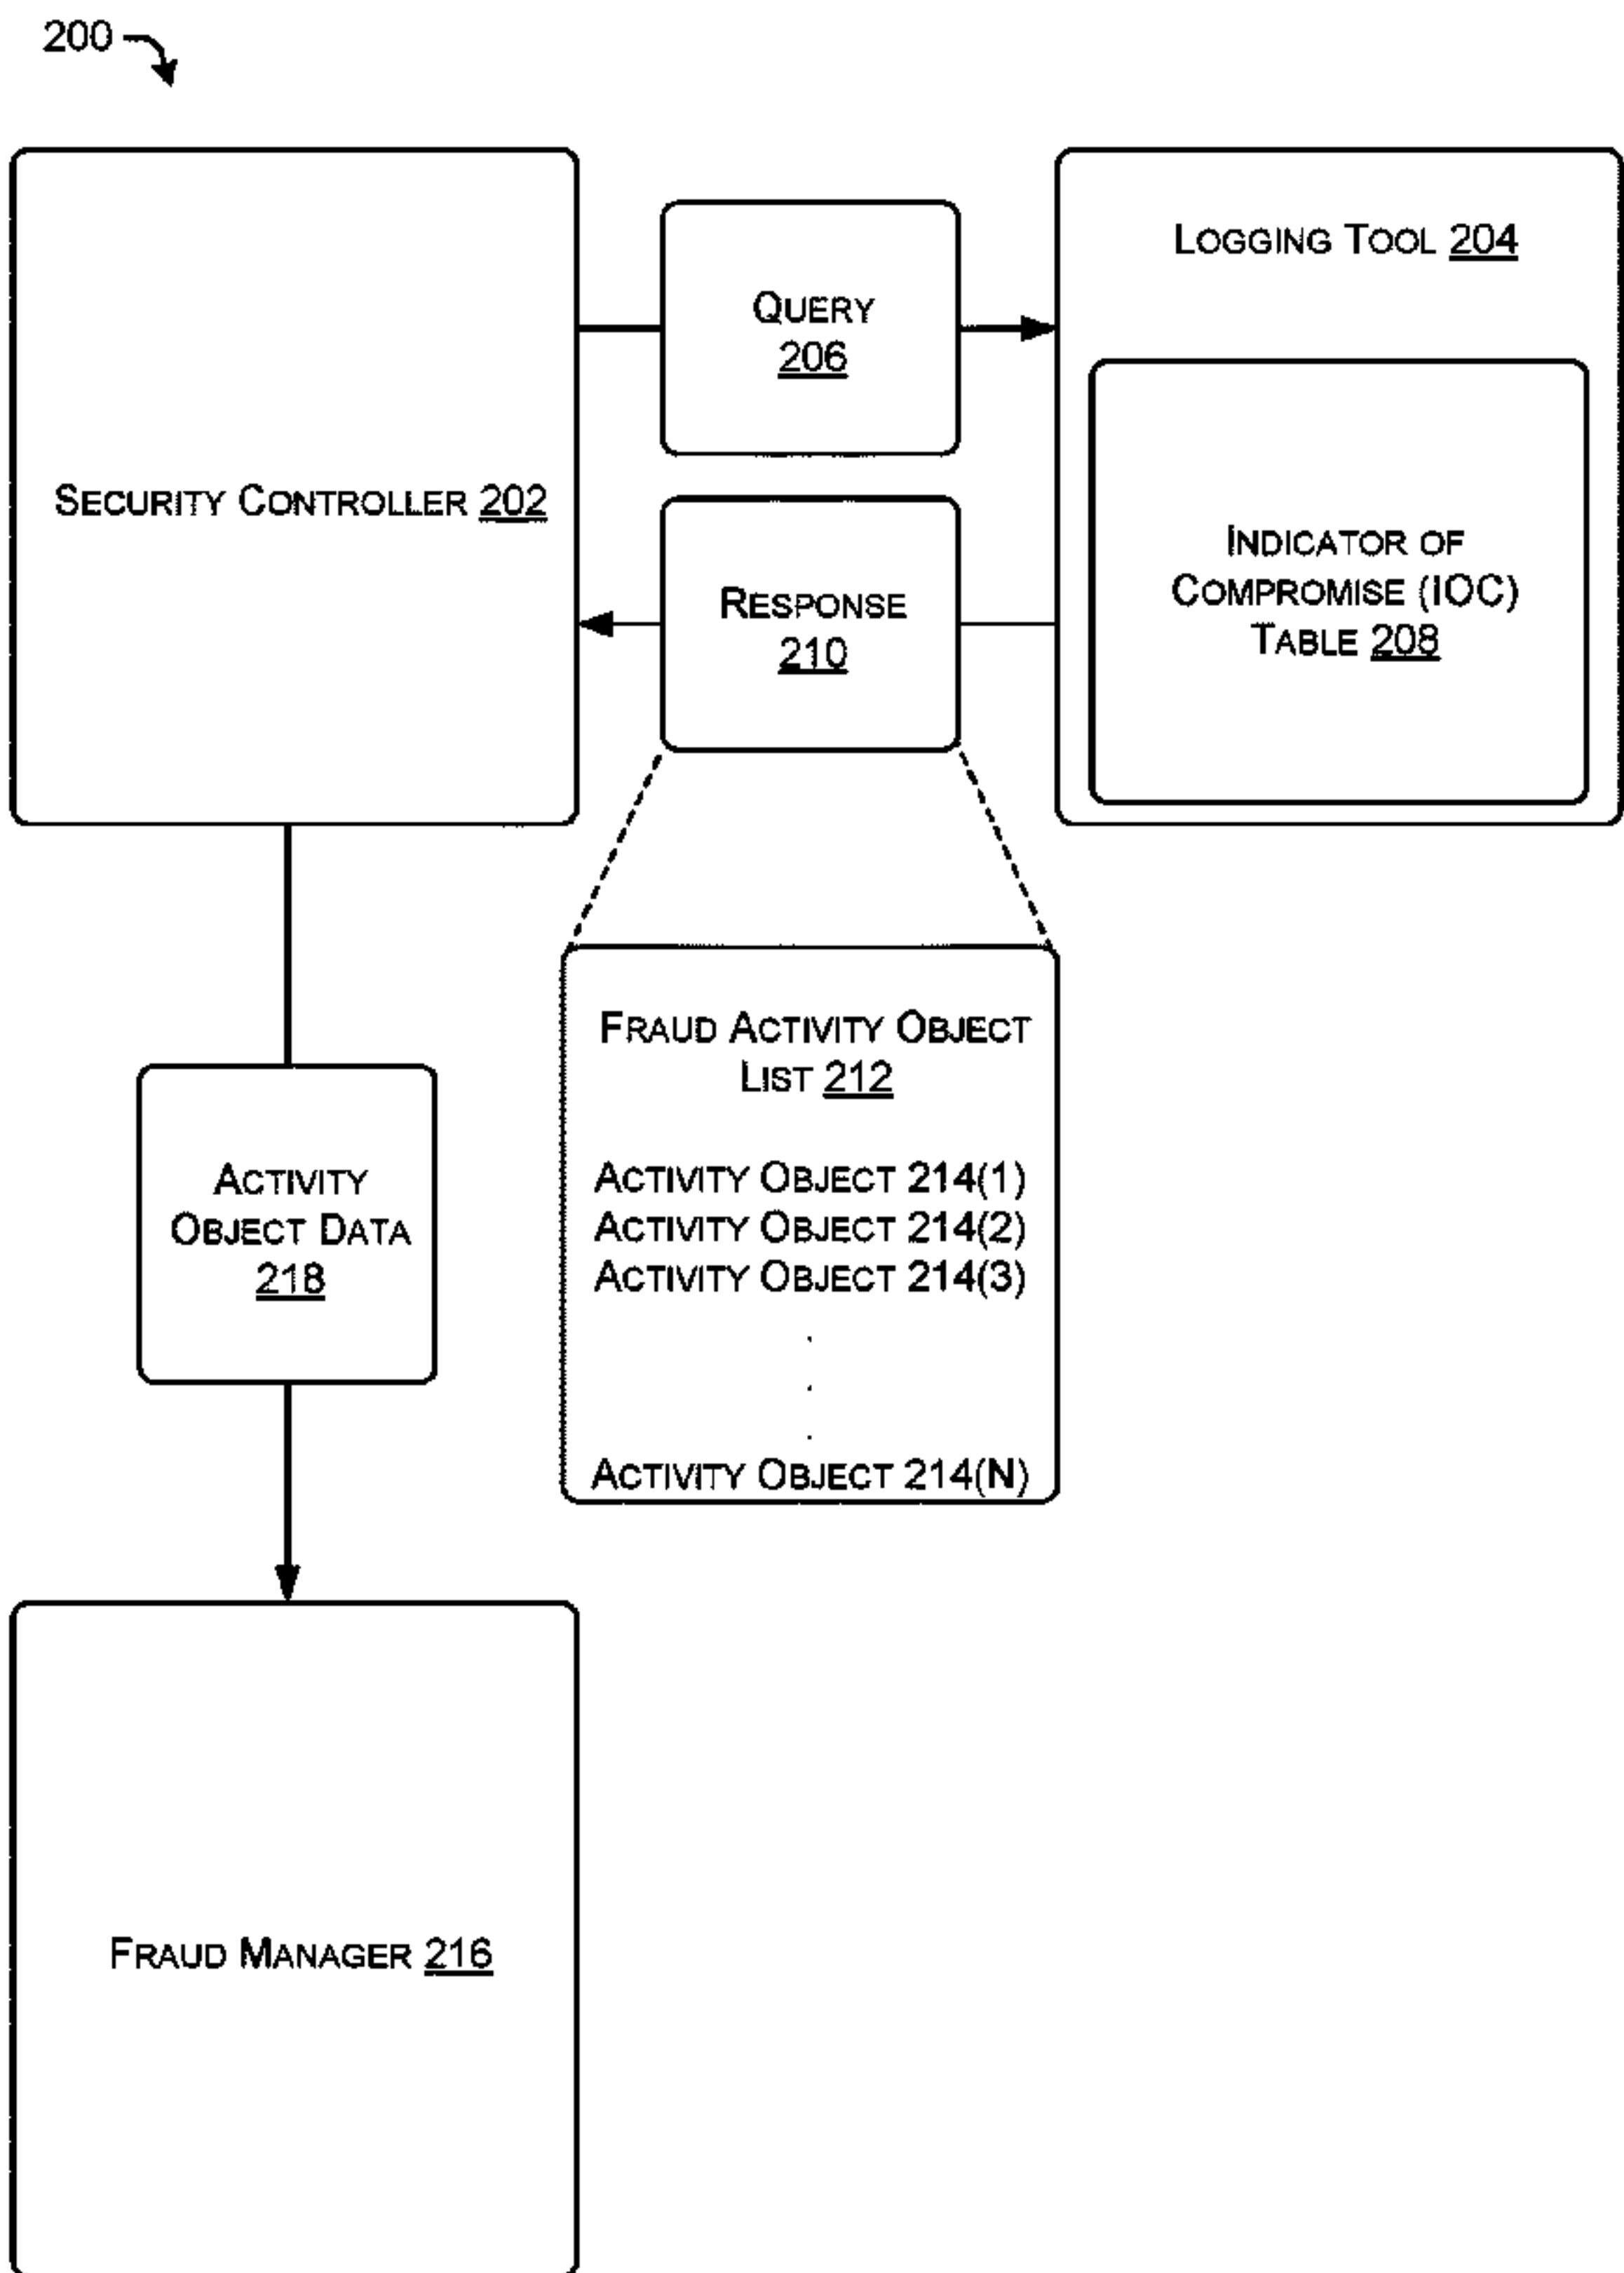 200
SECURITY CONTROLLER 202
QUERY
206
LOGGING TOOL 204
INDICATOR OF
COMPROMISE (IOC)
TABLE 208
RESPONSE
210
FRAUD ACTIVITY OBJECT
LIST 212
ACTIVITY OBJECT 214(1)
ACTIVITY OBJECT 214(2)
ACTIVITY OBJECT 214(3)
.
.
.
ACTIVITY OBJECT 214(N)
ACTIVITY
OBJECT DATA
218
FRAUD MANAGER 216